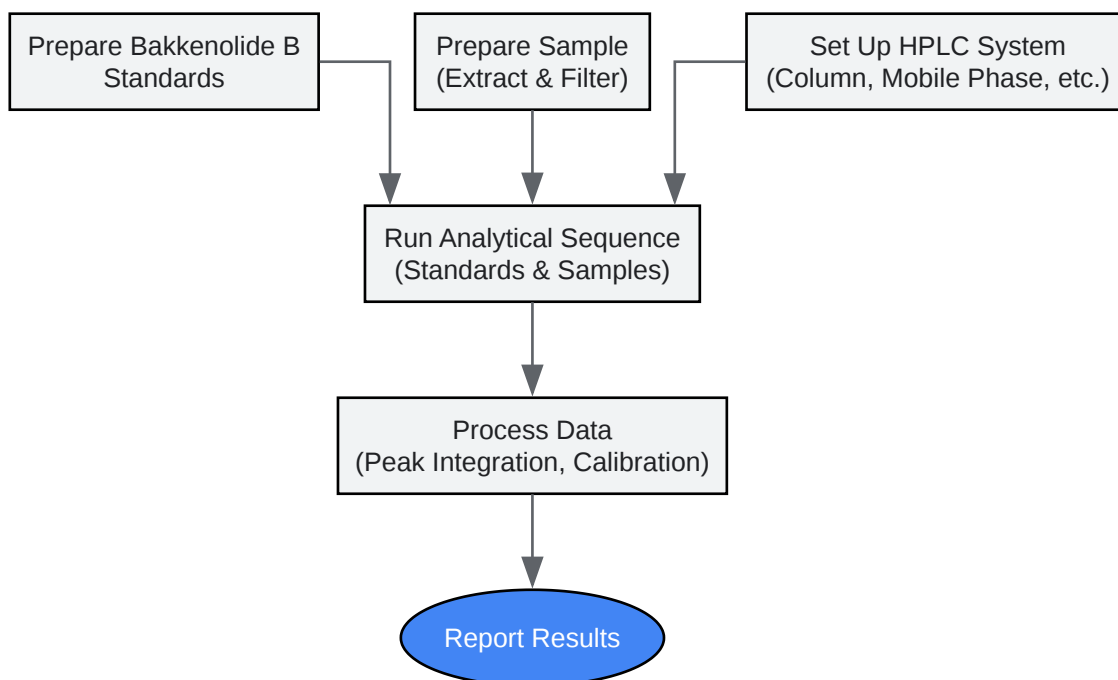 Prepare Bakkenolide B
Standards
Prepare Sample
(Extract & Filter)
Set Up HPLC System
(Column, Mobile Phase, etc.)
Run Analytical Sequence
(Standards & Samples)
Process Data
(Peak Integration, Calibration)
Report Results